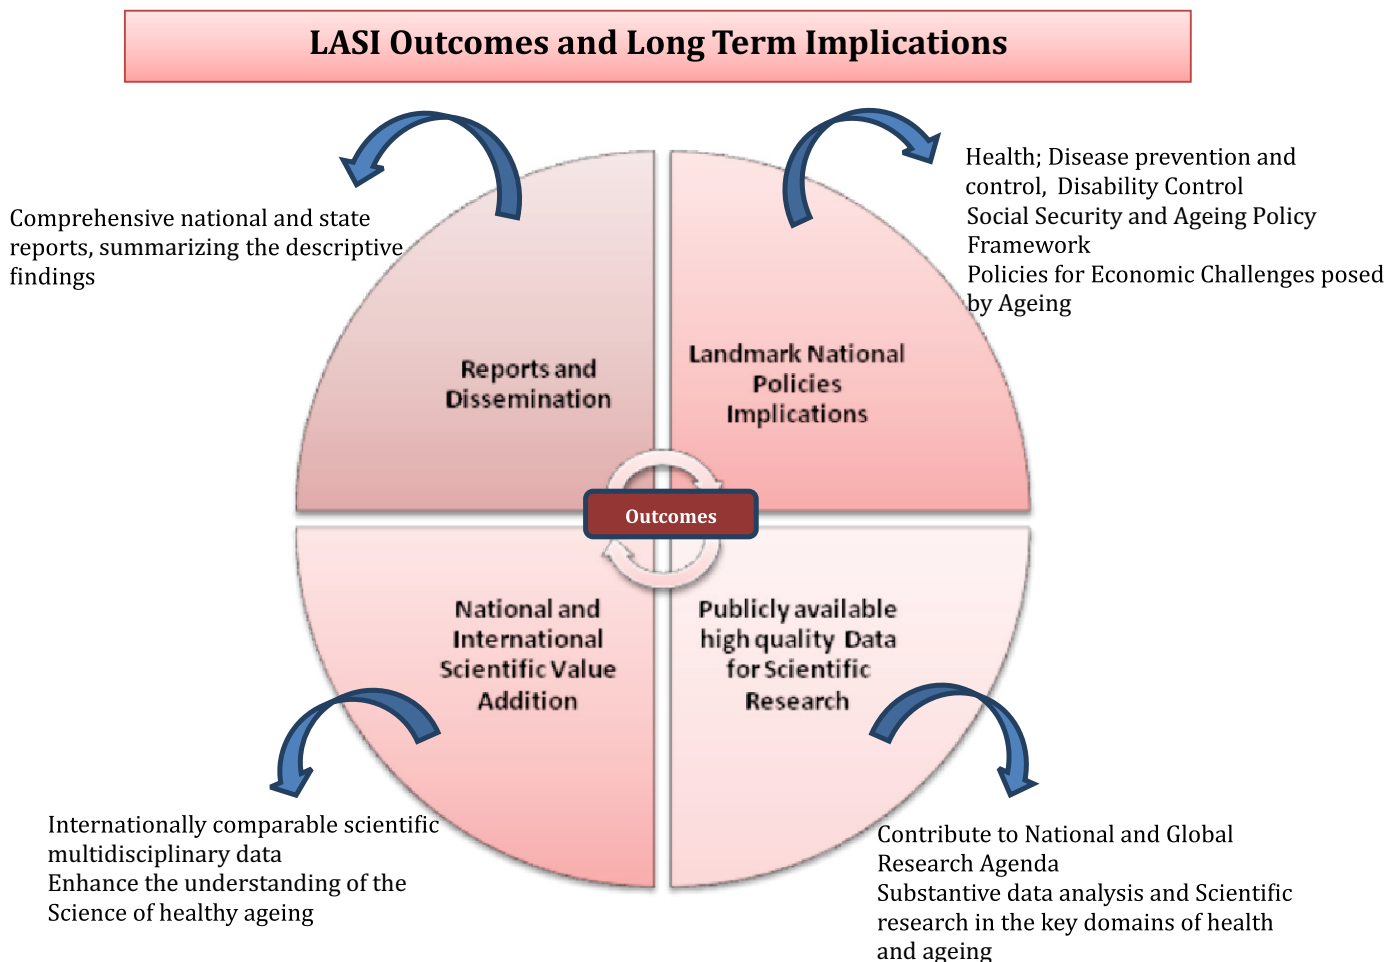 LASI Outcomes and Long Term Implications
Comprehensive national and state
reports, summarizing the descriptive
findings
Health; Disease prevention and
control, Disability Control
Social Security and Ageing Policy
Framework
Policies for Economic Challenges posed
by Ageing
Reports and
Dissemination
Landmark National
Policies
Implications
Outcomes
National and
International
Scientific Value
Addition
Publicly available
high quality Data
for Scientific
Research
Internationally comparable scientific
multidisciplinary data
Enhance the understanding of the
Science of healthy ageing
Contribute to National and Global
Research Agenda
Substantive data analysis and Scientific
research in the key domains of health
and ageing